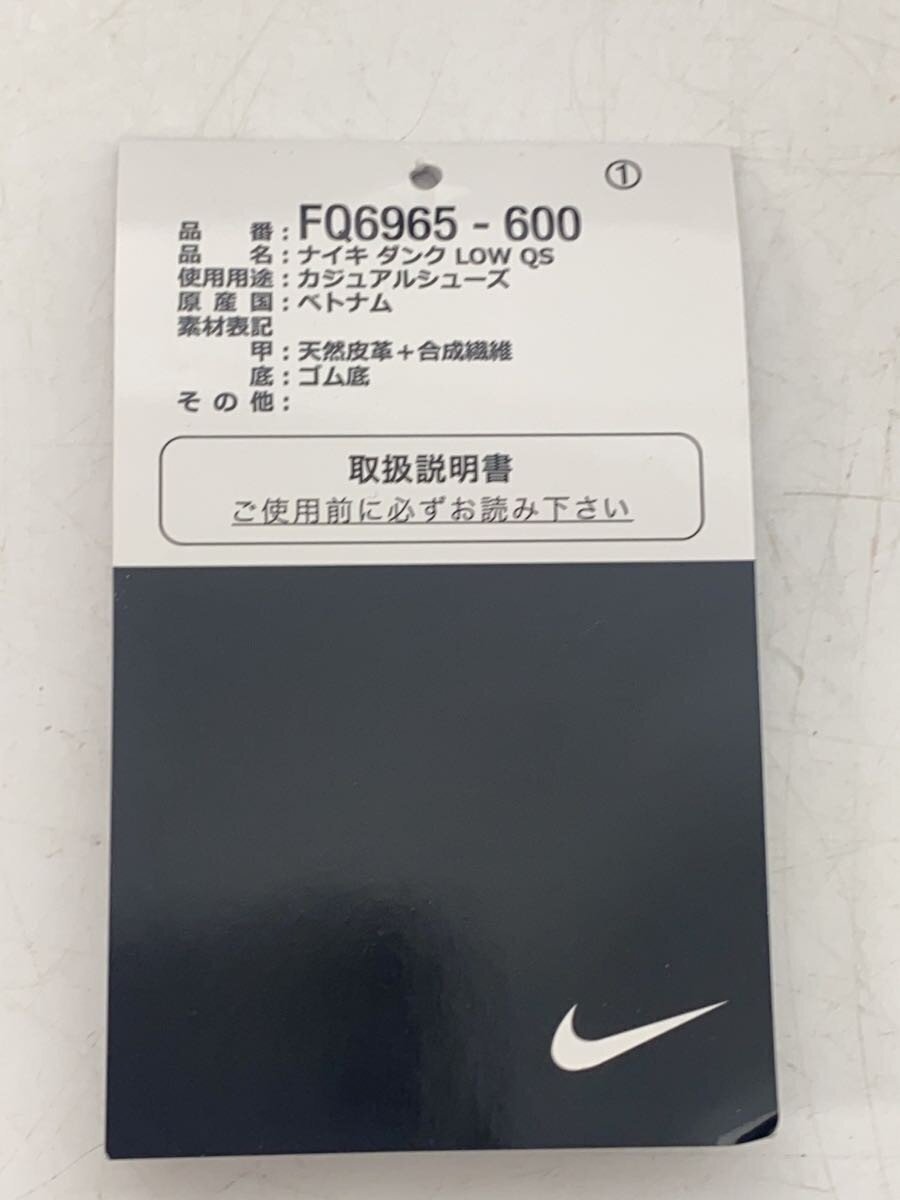 ①
品番：FQ6965 - 600
品名：ナイキ ダンク LOW QS
使用用途：カジュアルシューズ
原産国：ベトナム
素材表記
甲：天然皮革＋合成繊維
底：ゴム底
その他：
取扱説明書
ご使用前に必ずお読み下さい